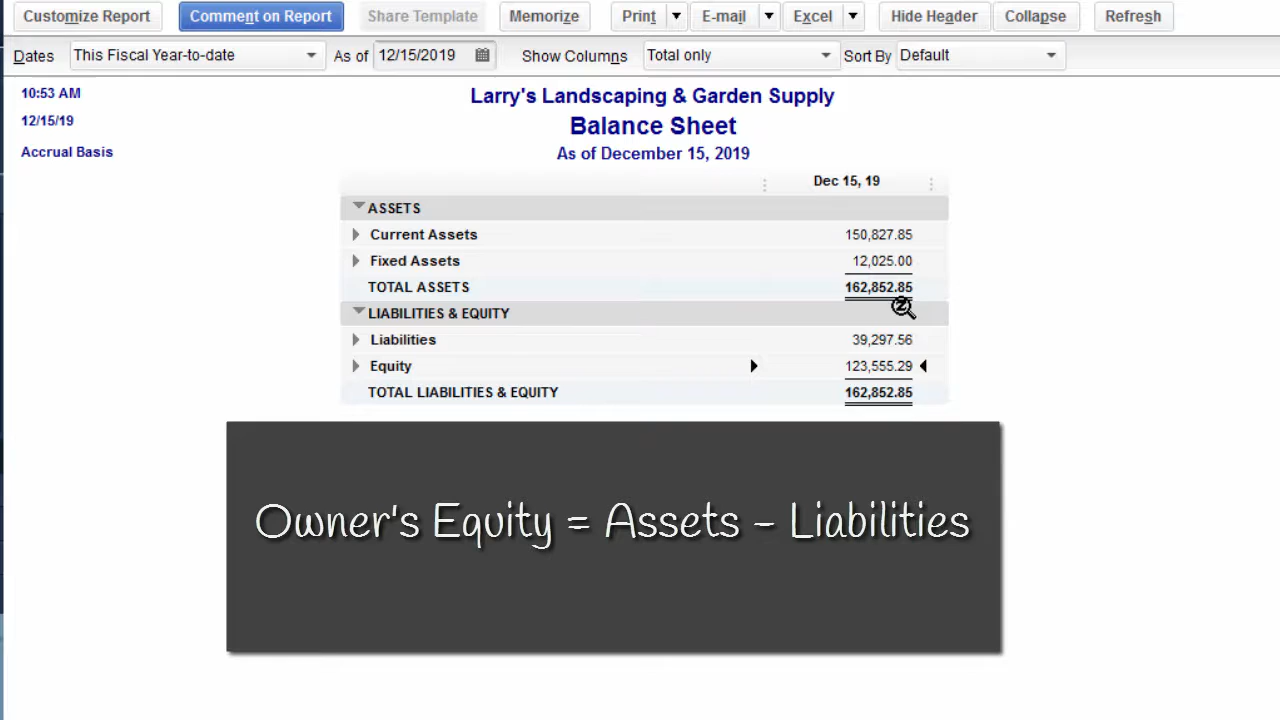 Customize Report Comment on Report Share Template Memorize Print E-mail Excel Hide Header Collapse Refresh
Dates This Fiscal Year-to-date As of 12/15/2019 Show Columns Total only Sort By Default
10:53 AM
12/15/19
Accrual Basis
Larry's Landscaping & Garden Supply
Balance Sheet
As of December 15, 2019
Dec 15, 19
ASSETS
Current Assets 150,827.85
Fixed Assets 12,025.00
TOTAL ASSETS 162,852.85
LIABILITIES & EQUITY
Liabilities 39,297.56
Equity 123,555.29
TOTAL LIABILITIES & EQUITY 162,852.85
Owner's Equity = Assets - Liabilities